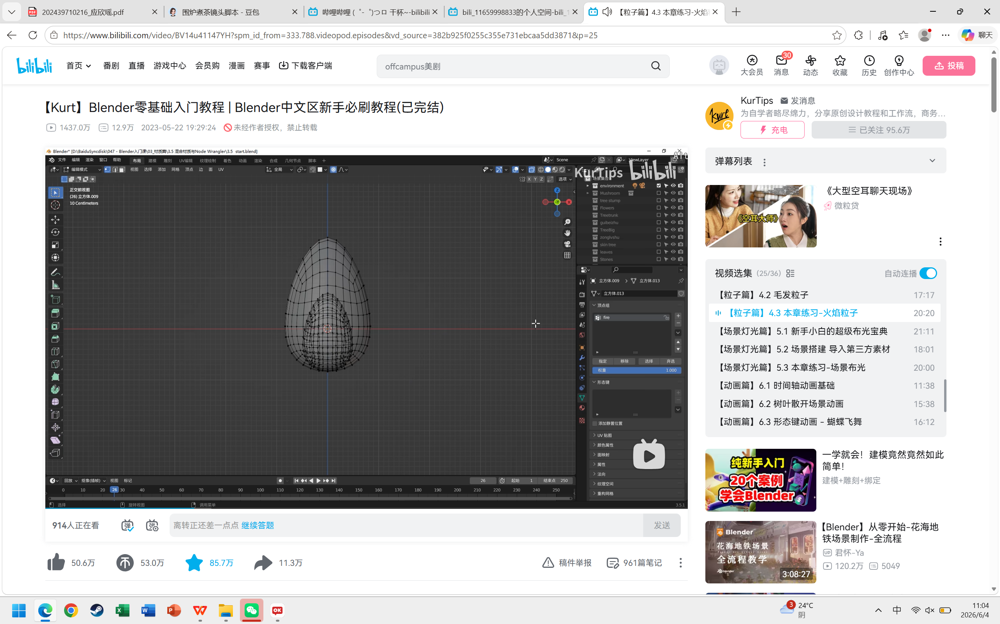 202439710216_应欣瑶.pdf
围炉煮茶镜头脚本 - 豆包
哔哩哔哩 (゜-゜)つロ 干杯~-bilibili
bili_11659998833的个人空间-bili_1
【粒子篇】4.3 本章练习-火焰
https://www.bilibili.com/video/BV14u41147YH?spm_id_from=333.788.videopod.episodes&vd_source=382b925f0255c355e731ebcaa5dd3871&p=25
聊天
bilibili
首页
番剧
直播
游戏中心
会员购
漫画
赛事
下载客户端
offcampus美剧
大会员
30
消息
动态
收藏
历史
创作中心
投稿
【Kurt】Blender零基础入门教程 | Blender中文区新手必刷教程(已完结)
1437.0万
12.9万
2023-05-22 19:29:24
未经作者授权，禁止转载
Kurt
KurTips
发消息
为自学者略尽绵力，分享原创设计教程和工作流，商务...
充电
已关注 95.6万
Blender* [D:\BaiduSyncdisk\047 - Blender入门课\03_材质篇\3.5 混合材质与Node Wrangler\3.5 start.blend]
文件 编辑 渲染 窗口 帮助
布局 建模 雕刻 UV编辑 纹理绘制 着色 动画 渲染 合成 几何节点 脚本 +
Scene
ViewLayer
Alt
编辑模式
视图 选择 添加 网格 顶点 边 面 UV
全局
KurTips bilibili
X Y Z
选项
正交前视图
(26) 立方体.009
10 Centimeters
Z
Y
X
场景集合
environment
Mushroom
tree stump
Flowers
Treetrunk
guibeizhu
TreeBig
zonglvshu
skin tree
leaves
Stones
立方体.009 > 立方体.013
立方体.013
顶点组
fire
指定 移除 选择 弃选
权重 1.000
形态键
添加静置位置
UV 贴图
颜色属性
面映射
属性
法向
纹理空间
重构网格
回放 抠像(插帧) 视图 标记
26
起始 1
结束点 250
0 10 20 26 30 40 50 60 70 80 90 100 110 120 130 140 150 160 170 180 190 200 210 220 230 240 250
选择
旋转视图
调用菜单
3.5.1
914人正在看
弹
弹
离转正还差一点点 继续答题
发送
50.6万
53.0万
85.7万
11.3万
稿件举报
961篇笔记
弹幕列表
《空耳大师》
《大型空耳聊天现场》
微粒贷
视频选集 (25/36)
自动连播
【粒子篇】4.2 毛发粒子 17:17
【粒子篇】4.3 本章练习-火焰粒子 20:20
【场景灯光篇】5.1 新手小白的超级布光宝典 21:11
【场景灯光篇】5.2 场景搭建 导入第三方素材 18:01
【场景灯光篇】5.3 本章练习-场景布光 20:00
【动画篇】6.1 时间轴动画基础 11:38
【动画篇】6.2 树叶散开场景动画 15:38
【动画篇】6.3 形态键动画 - 蝴蝶飞舞 16:12
纯新手入门
20个案例
学会Blender
一学就会！建模竟然竟然如此
简单！
建模+雕刻+绑定
Blender
花海地铁场景
全流程教学
blender
3:08:27
【Blender】从零开始-花海地
铁场景制作-全流程
UP 君怀-Ya
120.2万
5049
3
24°C
阴
中
11:04
2026/6/4